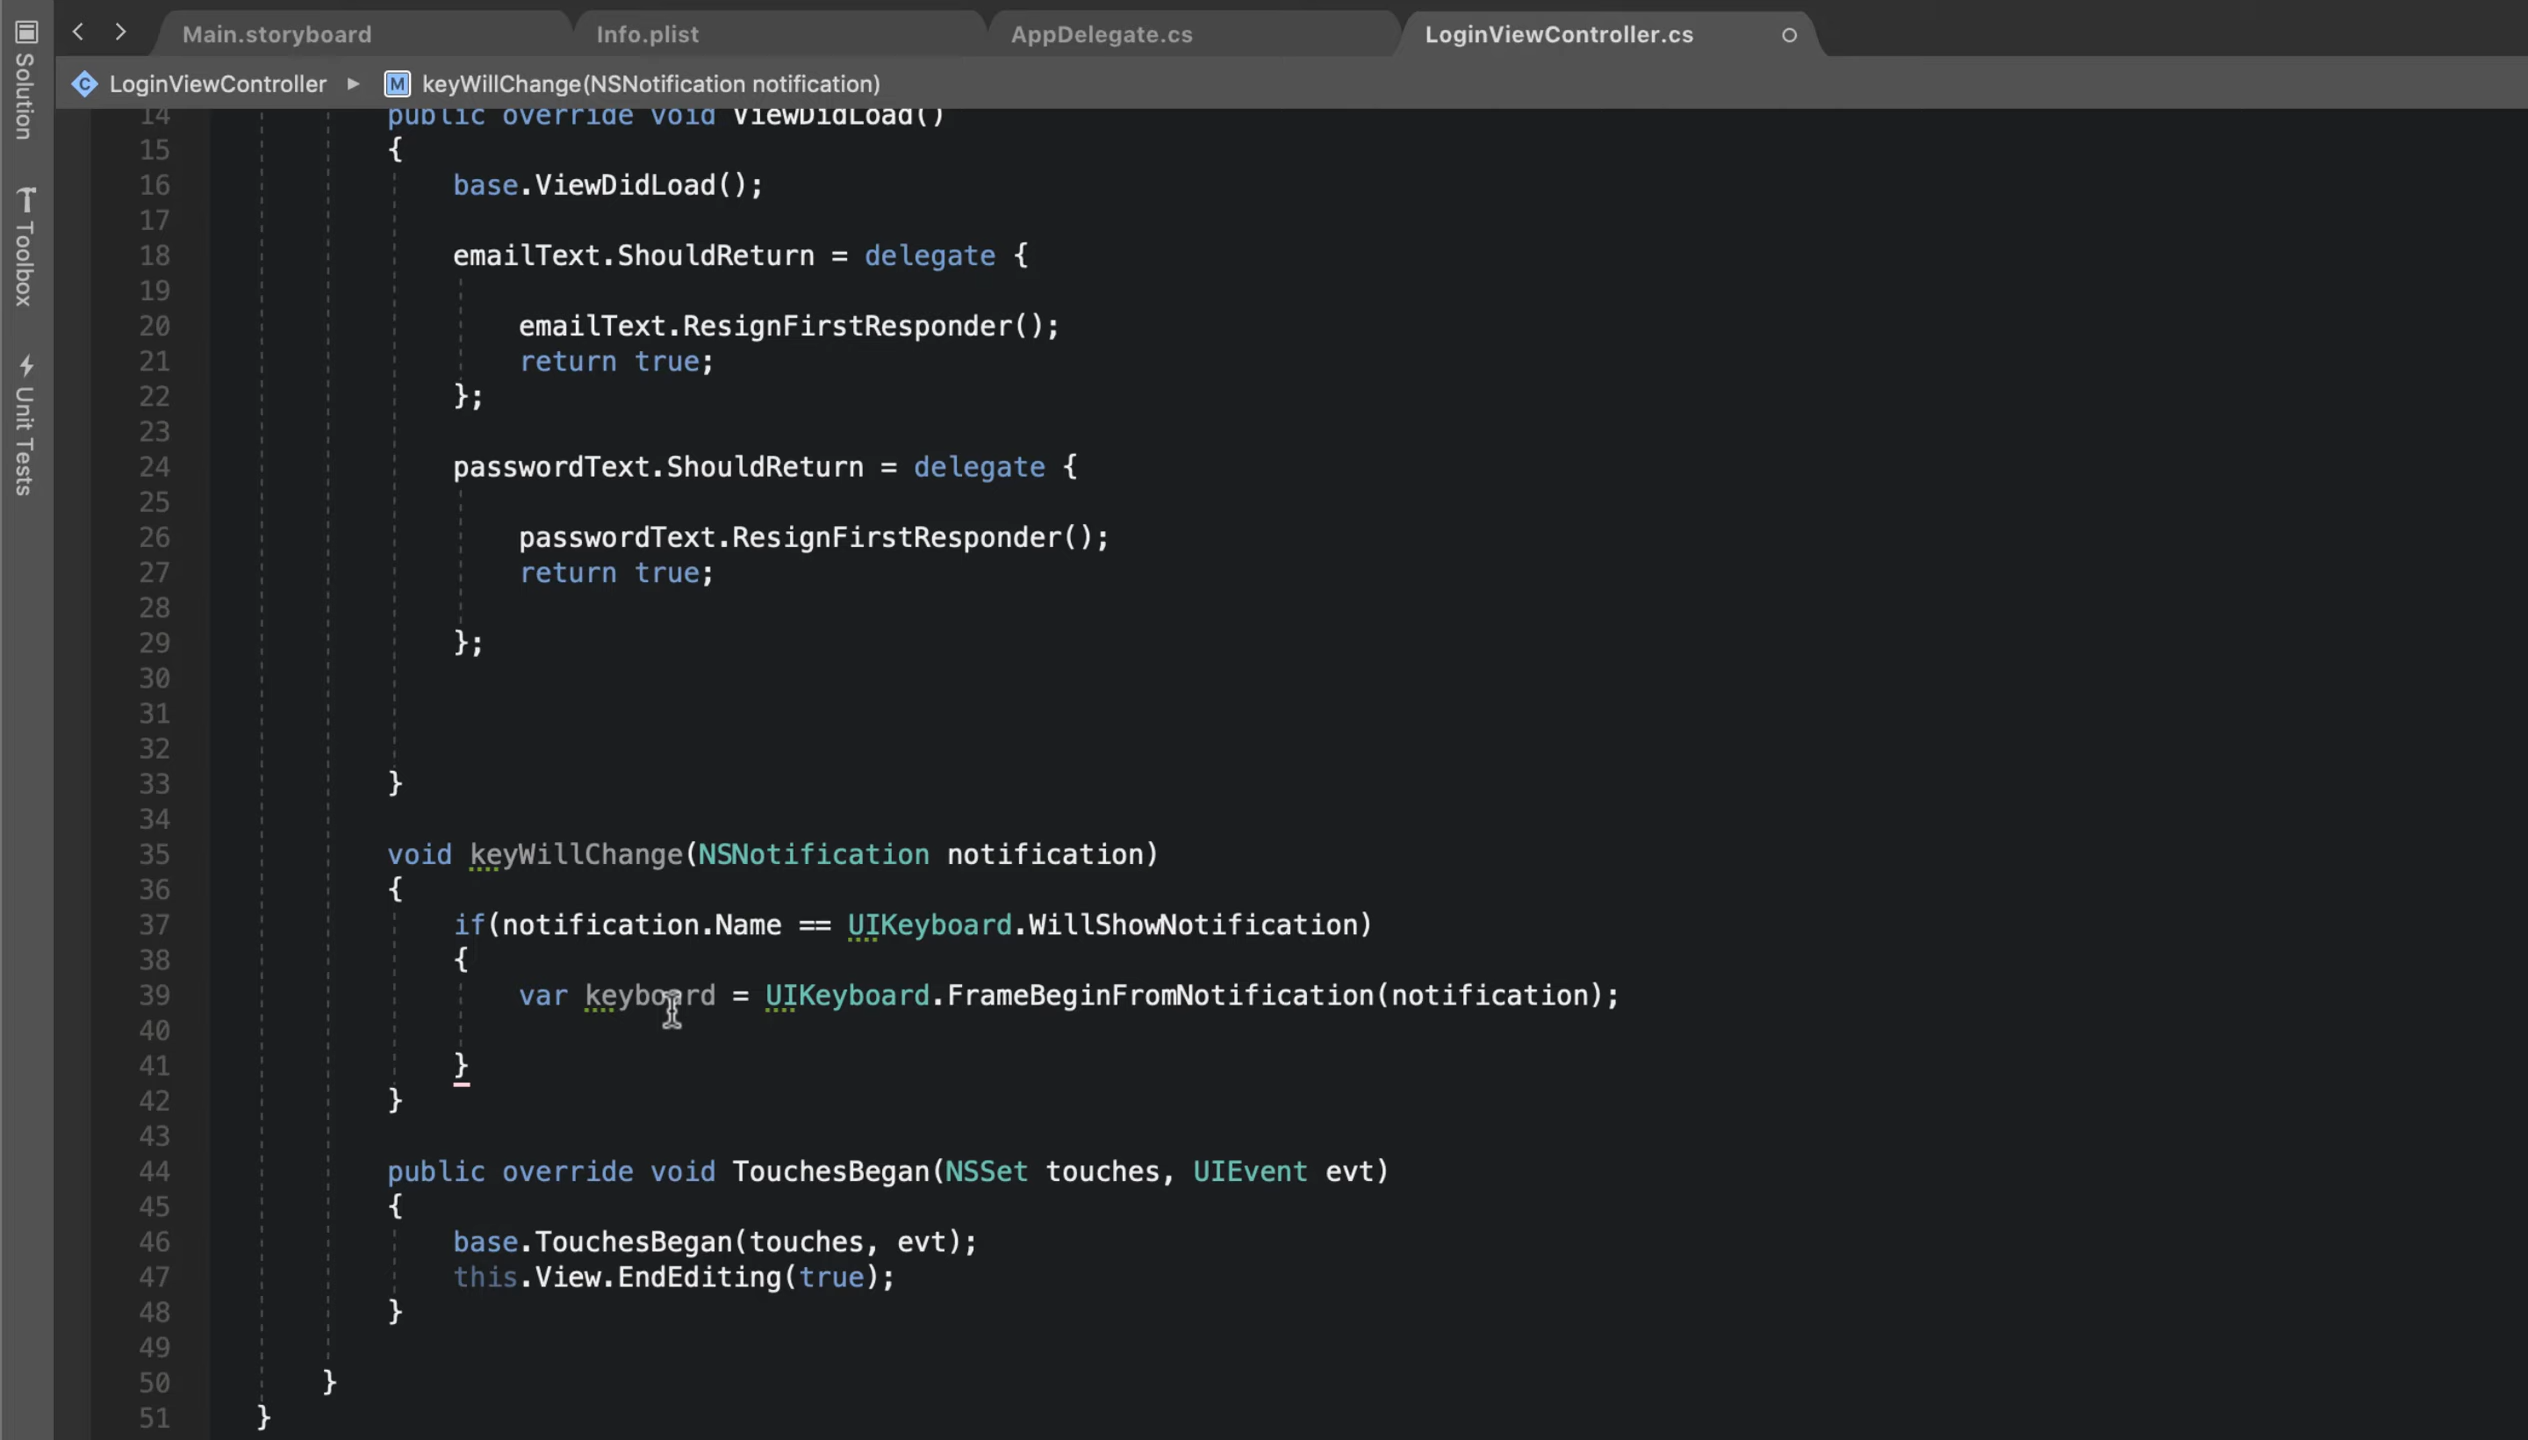 Main.storyboard
Info.plist
AppDelegate.cs
LoginViewController.cs
Solution
Toolbox
Unit Tests
C LoginViewController ▶ M keyWillChange(NSNotification notification)
14 public override void ViewDidLoad()
15 {
16 base.ViewDidLoad();
17
18 emailText.ShouldReturn = delegate {
19
20 emailText.ResignFirstResponder();
21 return true;
22 };
23
24 passwordText.ShouldReturn = delegate {
25
26 passwordText.ResignFirstResponder();
27 return true;
28
29 };
30
31
32
33 }
34
35 void keyWillChange(NSNotification notification)
36 {
37 if(notification.Name == UIKeyboard.WillShowNotification)
38 {
39 var keyboard = UIKeyboard.FrameBeginFromNotification(notification);
40
41 }
42 }
43
44 public override void TouchesBegan(NSSet touches, UIEvent evt)
45 {
46 base.TouchesBegan(touches, evt);
47 this.View.EndEditing(true);
48 }
49
50 }
51 }